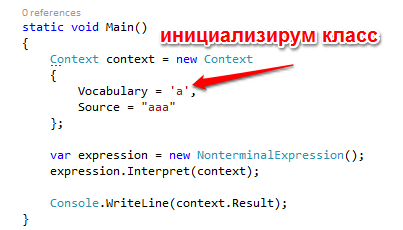 0 references
static void Main()
инициализирум класс
{
Context context = new Context
{
Vocabulary = 'a',
Source = "aaa"
};
var expression = new NonterminalExpression();
expression.Interpret(context);
Console.WriteLine(context.Result);
}